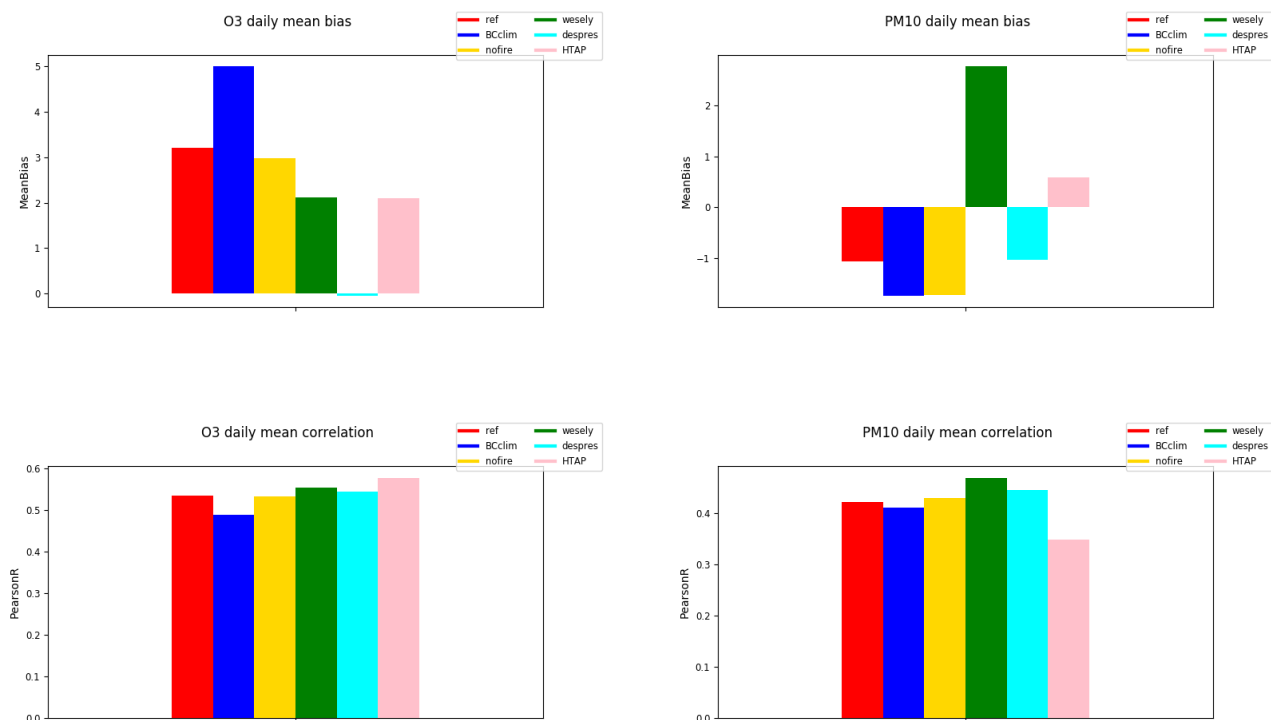 O3 daily mean bias
ref
wesely
BCclim
despres
nofire
HTAP
5
4
3
2
1
0
MeanBias
PM10 daily mean bias
ref
wesely
BCclim
despres
nofire
HTAP
2
1
0
−1
MeanBias
O3 daily mean correlation
ref
wesely
BCclim
despres
nofire
HTAP
0.6
0.5
0.4
0.3
0.2
0.1
0.0
PearsonR
PM10 daily mean correlation
ref
wesely
BCclim
despres
nofire
HTAP
0.4
0.3
0.2
0.1
0.0
PearsonR